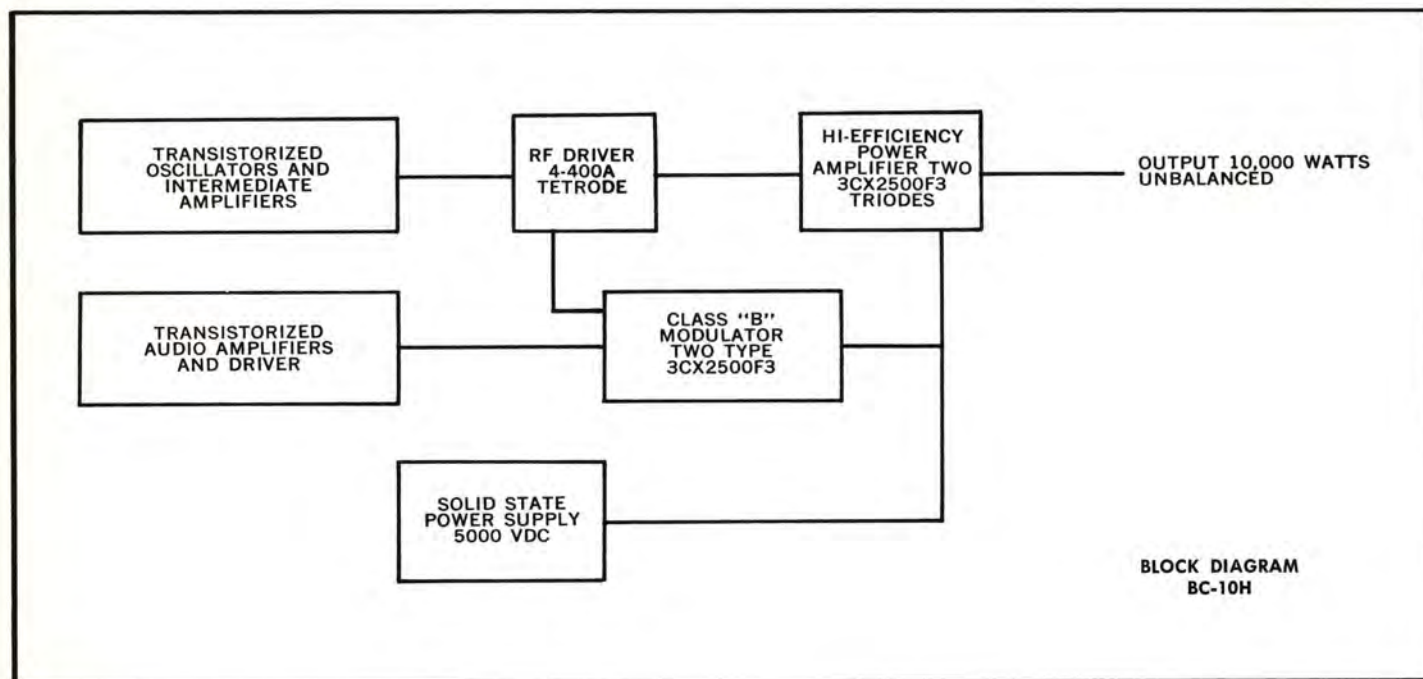 TRANSISTORIZED
OSCILLATORS AND
INTERMEDIATE
AMPLIFIERS
RF DRIVER
4-400A
TETRODE
HI-EFFICIENCY
POWER
AMPLIFIER TWO
3CX2500F3
TRIODES
OUTPUT 10,000 WATTS
UNBALANCED
TRANSISTORIZED
AUDIO AMPLIFIERS
AND DRIVER
CLASS "B"
MODULATOR
TWO TYPE
3CX2500F3
SOLID STATE
POWER SUPPLY
5000 VDC
BLOCK DIAGRAM
BC-10H